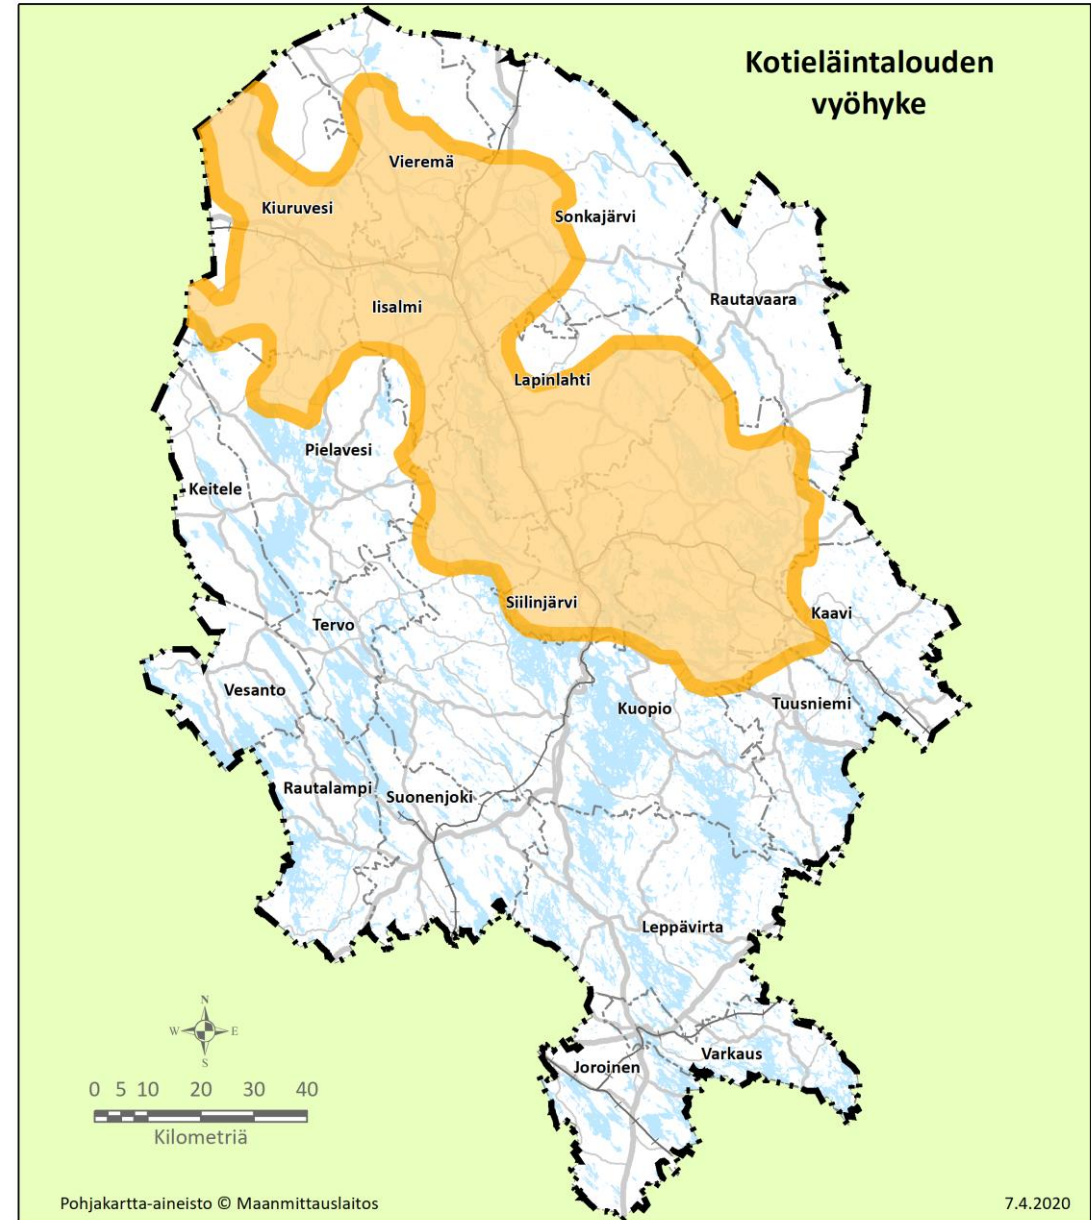 Kotieläintalouden
vyöhyke
Vieremä
Kiuruvesi
Sonkajärvi
Rautavaara
Iisalmi
Lapinlahti
Pielavesi
Keitele
Siilinjärvi
Kaavi
Tervo
Vesanto
Kuopio
Tuusniemi
Rautalampi
Suonenjoki
Leppävirta
Varkaus
Joroinen
N
W E
S
0 5 10 20 30 40
Kilometriä
Pohjakartta-aineisto © Maanmittauslaitos
7.4.2020